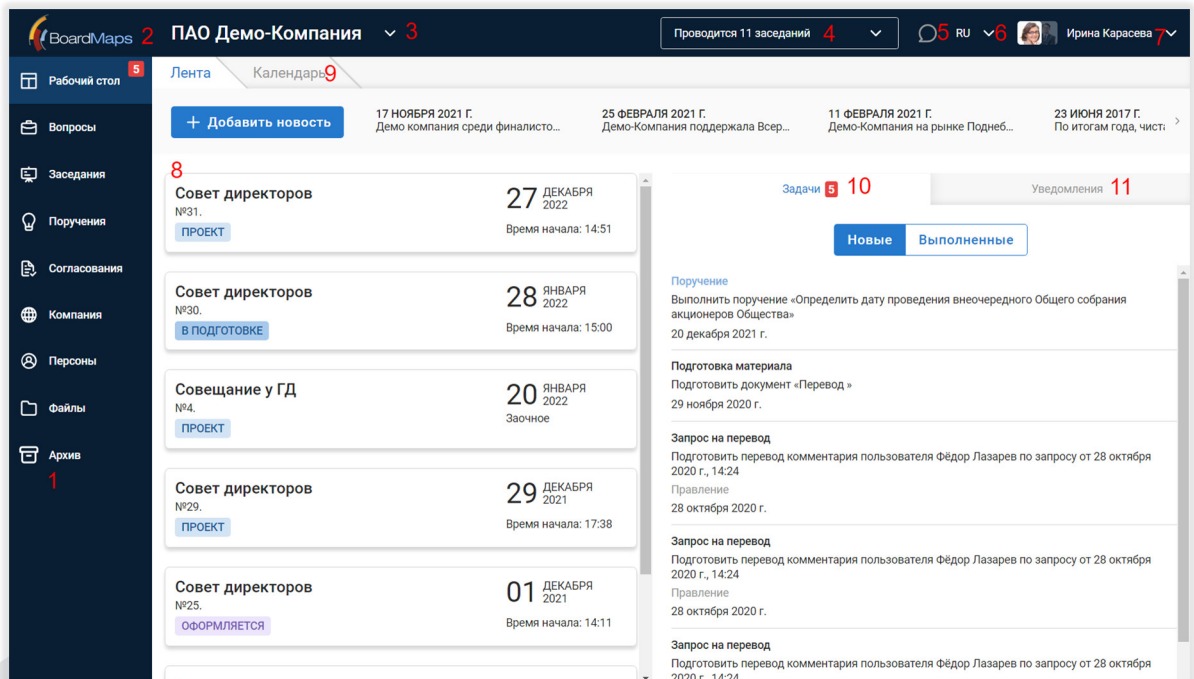 BoardMaps 2 ПАО Демо-Компания 3 Проводится 11 заседаний 4 5 RU 6 Ирина Карасева 7
Рабочий стол 5
Вопросы
Заседания
Поручения
Согласования
Компания
Персоны
Файлы
Архив
1
Лента Календарь 9
+ Добавить новость
17 НОЯБРЯ 2021 Г.
Демо компания среди финалисто...
25 ФЕВРАЛЯ 2021 Г.
Демо-Компания поддержала Всер...
11 ФЕВРАЛЯ 2021 Г.
Демо-Компания на рынке Поднеб...
23 ИЮНЯ 2017 Г.
По итогам года, чиста
8
Совет директоров
№31.
ПРОЕКТ
27 ДЕКАБРЯ
2022
Время начала: 14:51
Совет директоров
№30.
В ПОДГОТОВКЕ
28 ЯНВАРЯ
2022
Время начала: 15:00
Совещание у ГД
№4.
ПРОЕКТ
20 ЯНВАРЯ
2022
Заочное
Совет директоров
№29.
ПРОЕКТ
29 ДЕКАБРЯ
2021
Время начала: 17:38
Совет директоров
№25.
ОФОРМЛЯЕТСЯ
01 ДЕКАБРЯ
2021
Время начала: 14:11
Задачи 5 10 Уведомления 11
Новые Выполненные
Поручение
Выполнить поручение «Определить дату проведения внеочередного Общего собрания
акционеров Общества»
20 декабря 2021 г.
Подготовка материала
Подготовить документ «Перевод »
29 ноября 2020 г.
Запрос на перевод
Подготовить перевод комментария пользователя Фёдор Лазарев по запросу от 28 октября
2020 г., 14:24
Правление
28 октября 2020 г.
Запрос на перевод
Подготовить перевод комментария пользователя Фёдор Лазарев по запросу от 28 октября
2020 г., 14:24
Правление
28 октября 2020 г.
Запрос на перевод
Подготовить перевод комментария пользователя Фёдор Лазарев по запросу от 28 октября
2020 г., 14:24